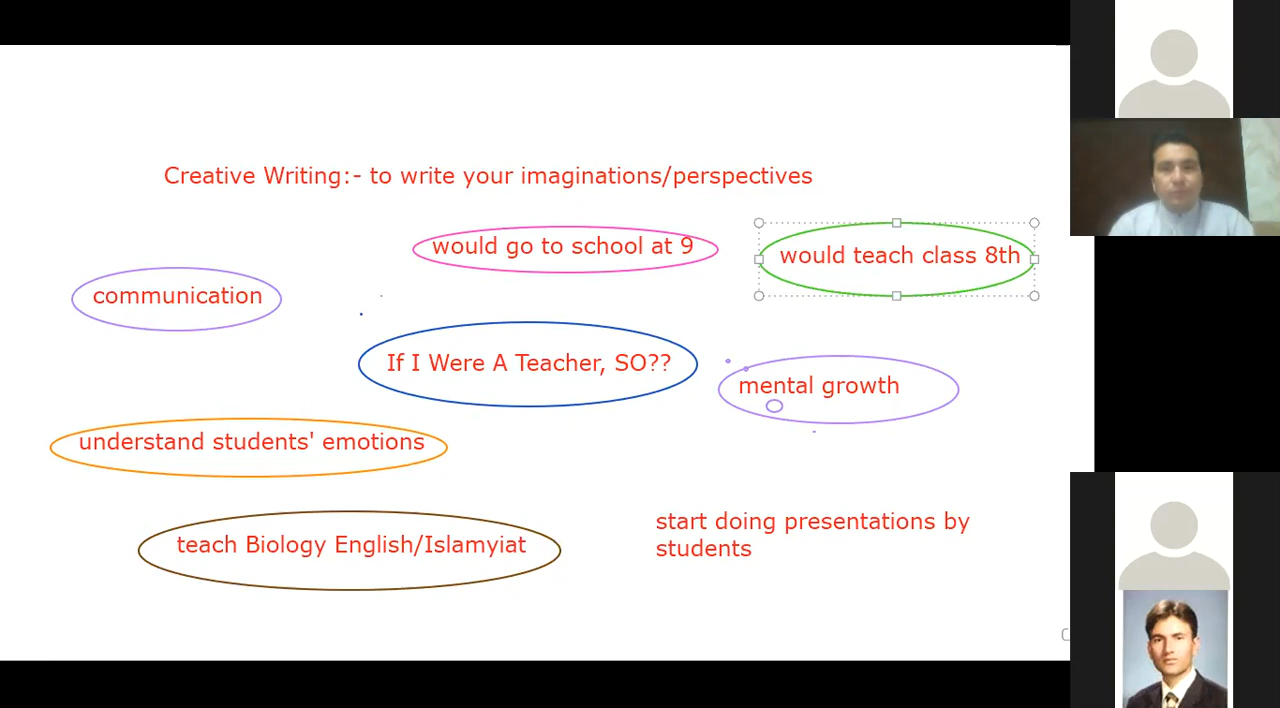 Creative Writing:- to write your imaginations/perspectives
would go to school at 9
would teach class 8th
communication
If I Were A Teacher, SO??
mental growth
understand students' emotions
teach Biology English/Islamyiat
start doing presentations by
students